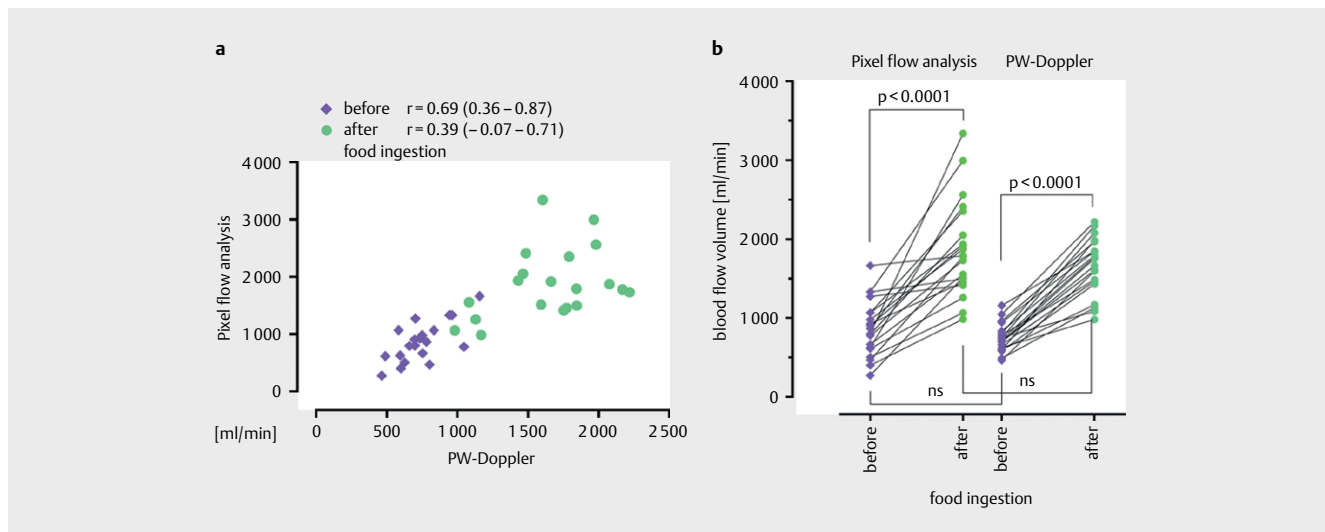 a
before r = 0.69 (0.36 – 0.87)
after r = 0.39 (– 0.07 – 0.71)
food ingestion
Pixel flow analysis
4 000
3 000
2 000
1 000
0
[ml/min]
0 500 1 000 1 500 2 000 2 500
PW-Doppler
b
Pixel flow analysis PW-Doppler
blood flow volume [ml/min]
4 000
3 000
2 000
1 000
0
p < 0.0001
p < 0.0001
ns
ns
before
after
before
after
food ingestion